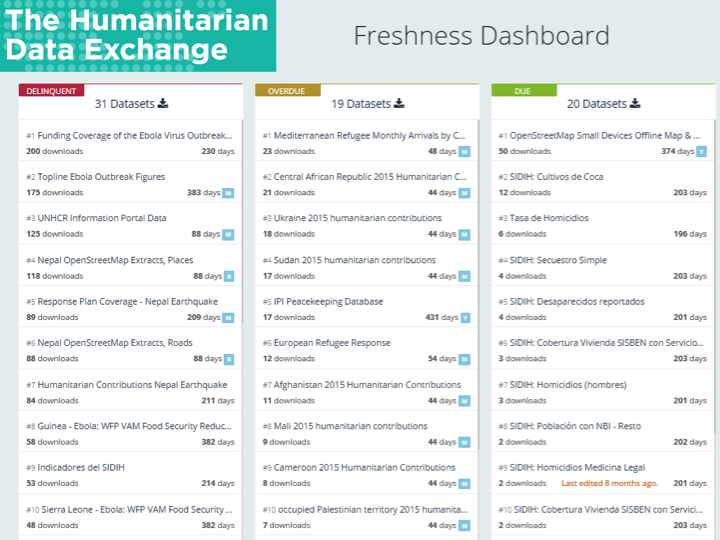 The Humanitarian
Data Exchange
Freshness Dashboard
DELINQUENT
31 Datasets
#1 Funding Coverage of the Ebola Virus Outbreak...
200 downloads 230 days
#2 Topline Ebola Outbreak Figures
175 downloads 383 days M
#3 UNHCR Information Portal Data
125 downloads 88 days W
#4 Nepal OpenStreetMap Extracts, Places
118 downloads 88 days
#5 Response Plan Coverage - Nepal Earthquake
89 downloads 209 days M
#6 Nepal OpenStreetMap Extracts, Roads
88 downloads 88 days
#7 Humanitarian Contributions Nepal Earthquake
84 downloads 211 days
#8 Guinea - Ebola: WFP VAM Food Security Reduc...
58 downloads 382 days
#9 Indicadores del SIDIH
53 downloads 214 days
#10 Sierra Leone - Ebola: WFP VAM Food Security ...
48 downloads 382 days
OVERDUE
19 Datasets
#1 Mediterranean Refugee Monthly Arrivals by C...
23 downloads 48 days M
#2 Central African Republic 2015 Humanitarian C...
21 downloads 44 days M
#3 Ukraine 2015 humanitarian contributions
18 downloads 44 days M
#4 Sudan 2015 humanitarian contributions
17 downloads 44 days M
#5 IPI Peacekeeping Database
17 downloads 431 days Y
#6 European Refugee Response
12 downloads 54 days M
#7 Afghanistan 2015 Humanitarian Contributions
11 downloads 44 days M
#8 Mali 2015 humanitarian contributions
9 downloads 44 days M
#9 Cameroon 2015 Humanitarian Contributions
8 downloads 44 days M
#10 occupied Palestinian territory 2015 humanita...
7 downloads 44 days M
DUE
20 Datasets
#1 OpenStreetMap Small Devices Offline Map & ...
50 downloads 374 days Y
#2 SIDIH: Cultivos de Coca
12 downloads 203 days
#3 Tasa de Homicidios
6 downloads 196 days
#4 SIDIH: Secuestro Simple
4 downloads 203 days
#5 SIDIH: Desaparecidos reportados
4 downloads 201 days
#6 SIDIH: Cobertura Vivienda SISBEN con Servicio...
3 downloads 203 days
#7 SIDIH: Homicidios (hombres)
3 downloads 201 days
#8 SIDIH: Población con NBI - Resto
2 downloads 202 days
#9 SIDIH: Homicidios Medicina Legal
2 downloads Last edited 8 months ago. 201 days
#10 SIDIH: Cobertura Vivienda SISBEN con Servici...
2 downloads 203 days